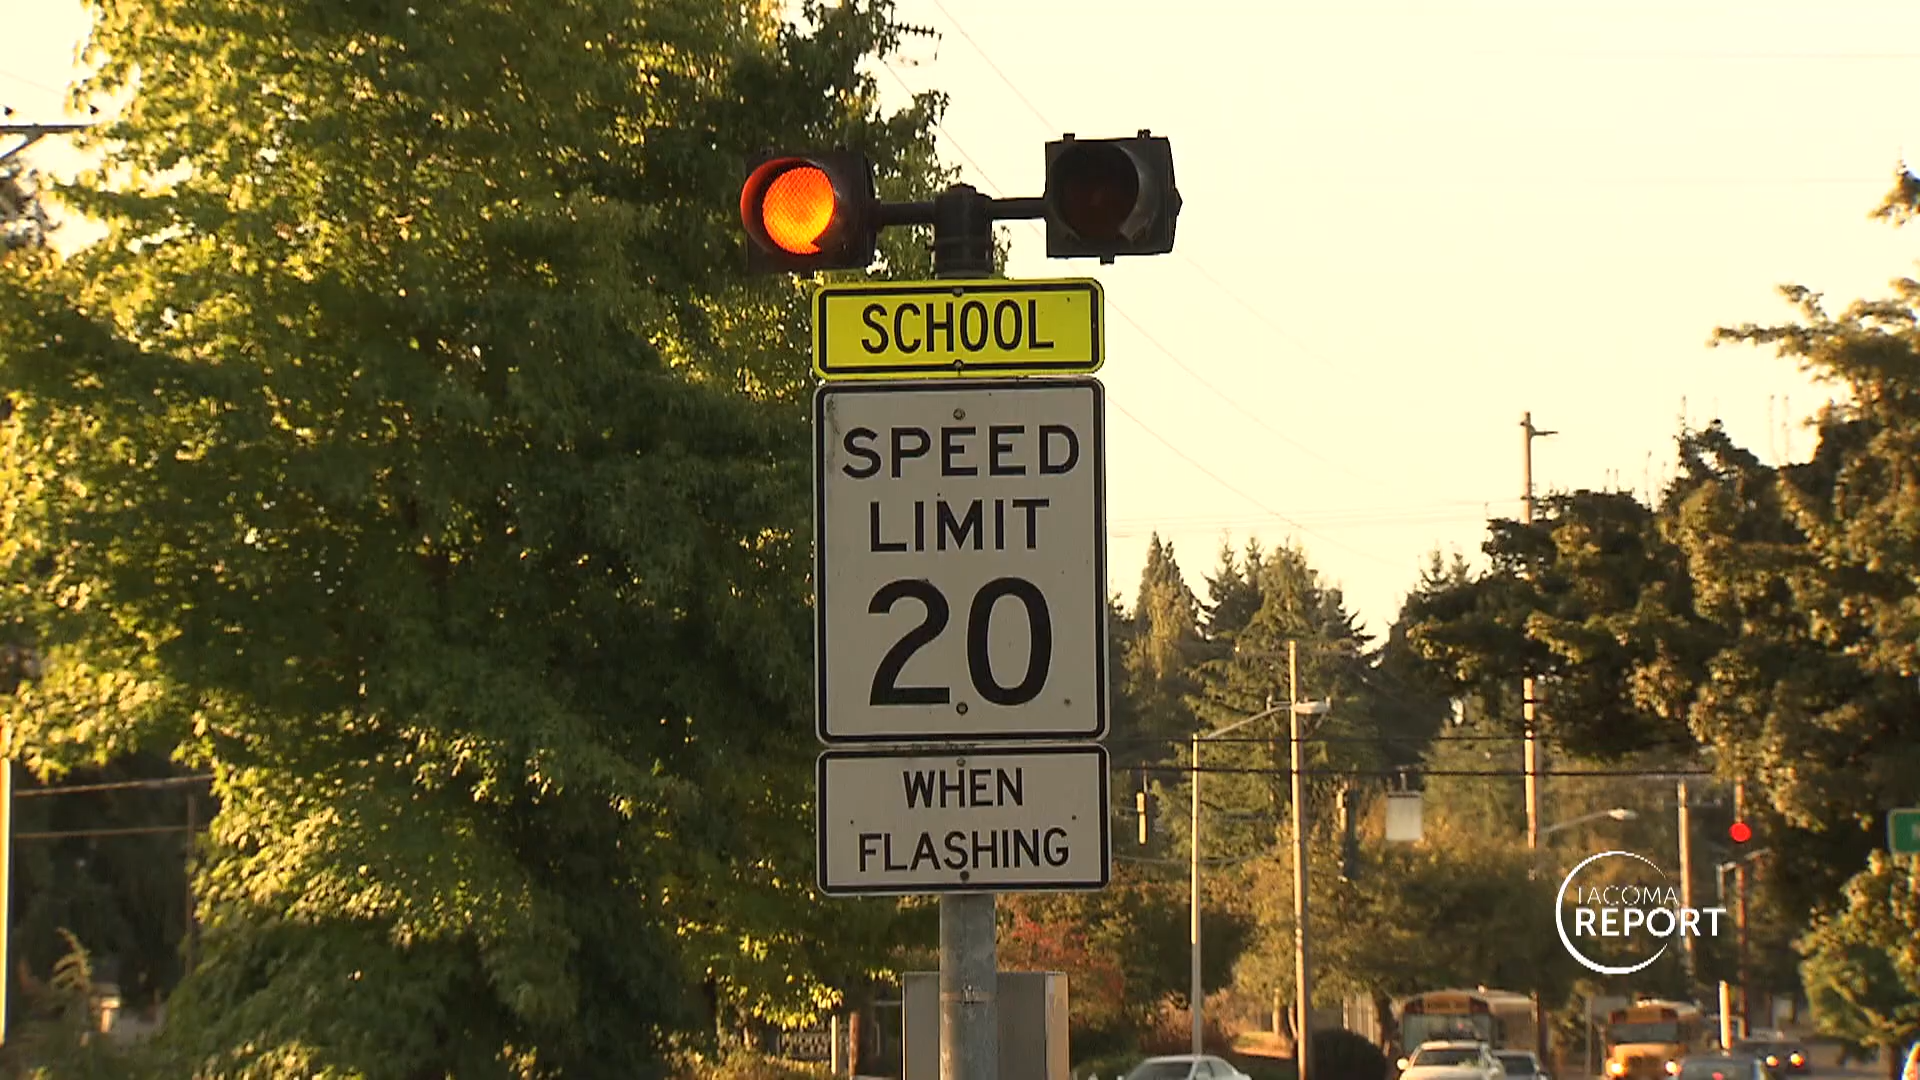 SCHOOL
SPEED
LIMIT
20
WHEN
FLASHING
TACOMA
REPORT